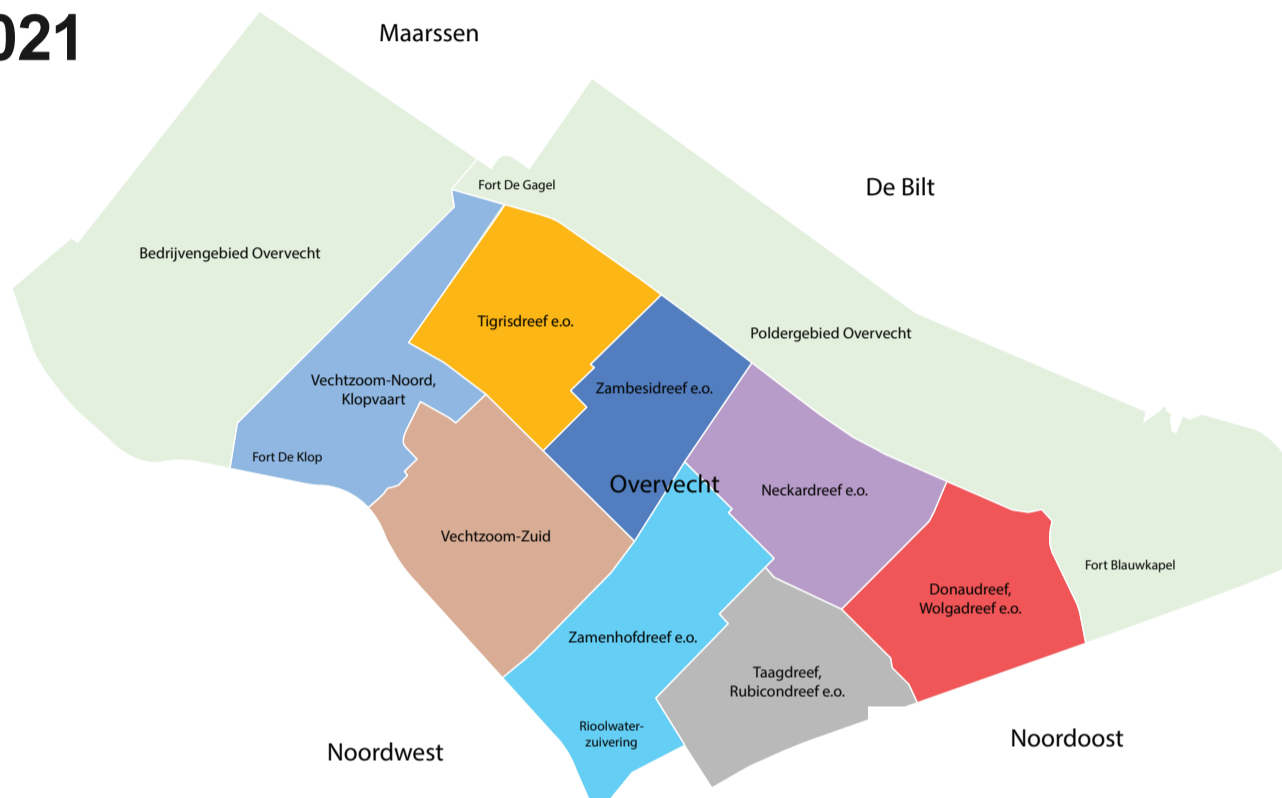 021
Maarssen
Fort De Gagel
De Bilt
Bedrijvengebied Overvecht
Tigrisdreef e.o.
Poldergebied Overvecht
Vechtzoom-Noord,
Klopvaart
Zambesidreef e.o.
Fort De Klop
Overvecht
Neckardreef e.o.
Vechtzoom-Zuid
Fort Blauwkapel
Donaudreef,
Wolgadreef e.o.
Zamenhofdreef e.o.
Taagdreef,
Rubicondreef e.o.
Rioolwater-
zuivering
Noordwest
Noordoost